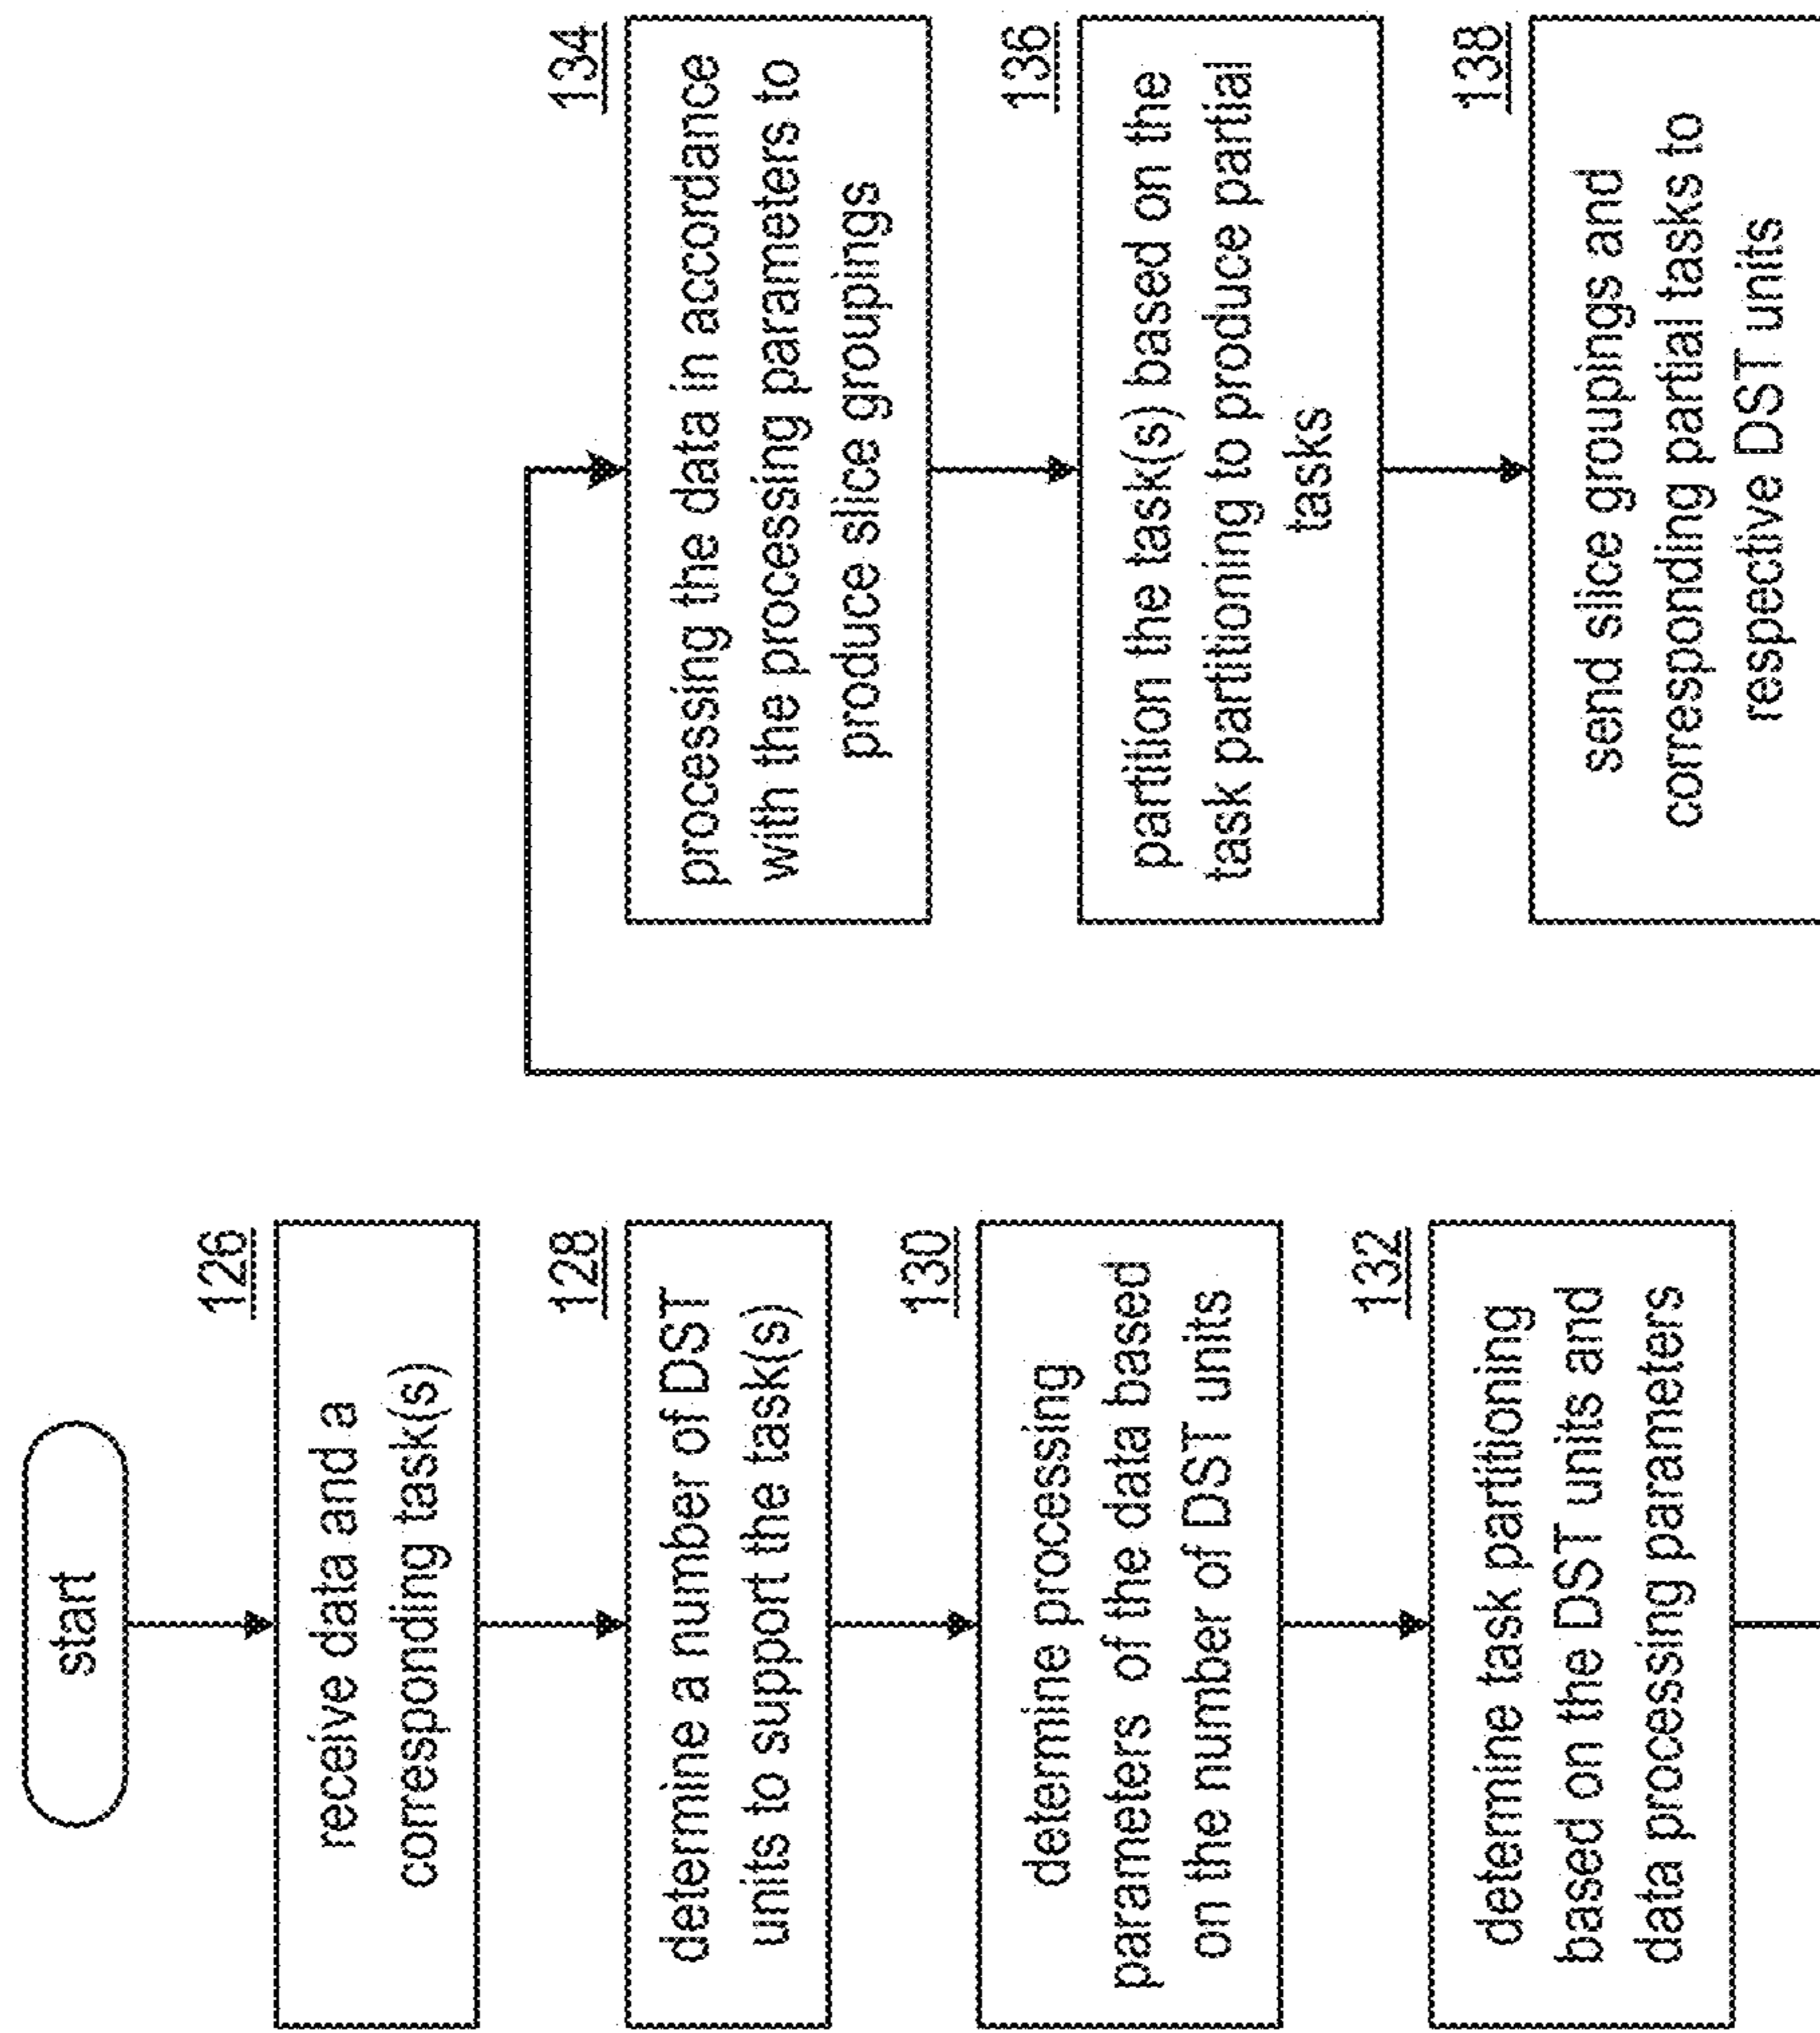 start
126
receive data and a
corresponding task(s)
128
determine a number of DST
units to support the task(s)
130
determine processing
parameters of the data based
on the number of DST units
132
determine task partitioning
based on the DST units and
data processing parameters
134
processing the data in accordance
with the processing parameters to
produce slice groupings
136
partition the task(s) based on the
task partitioning to produce partial
tasks
138
send slice groupings and
corresponding partial tasks to
respective DST units